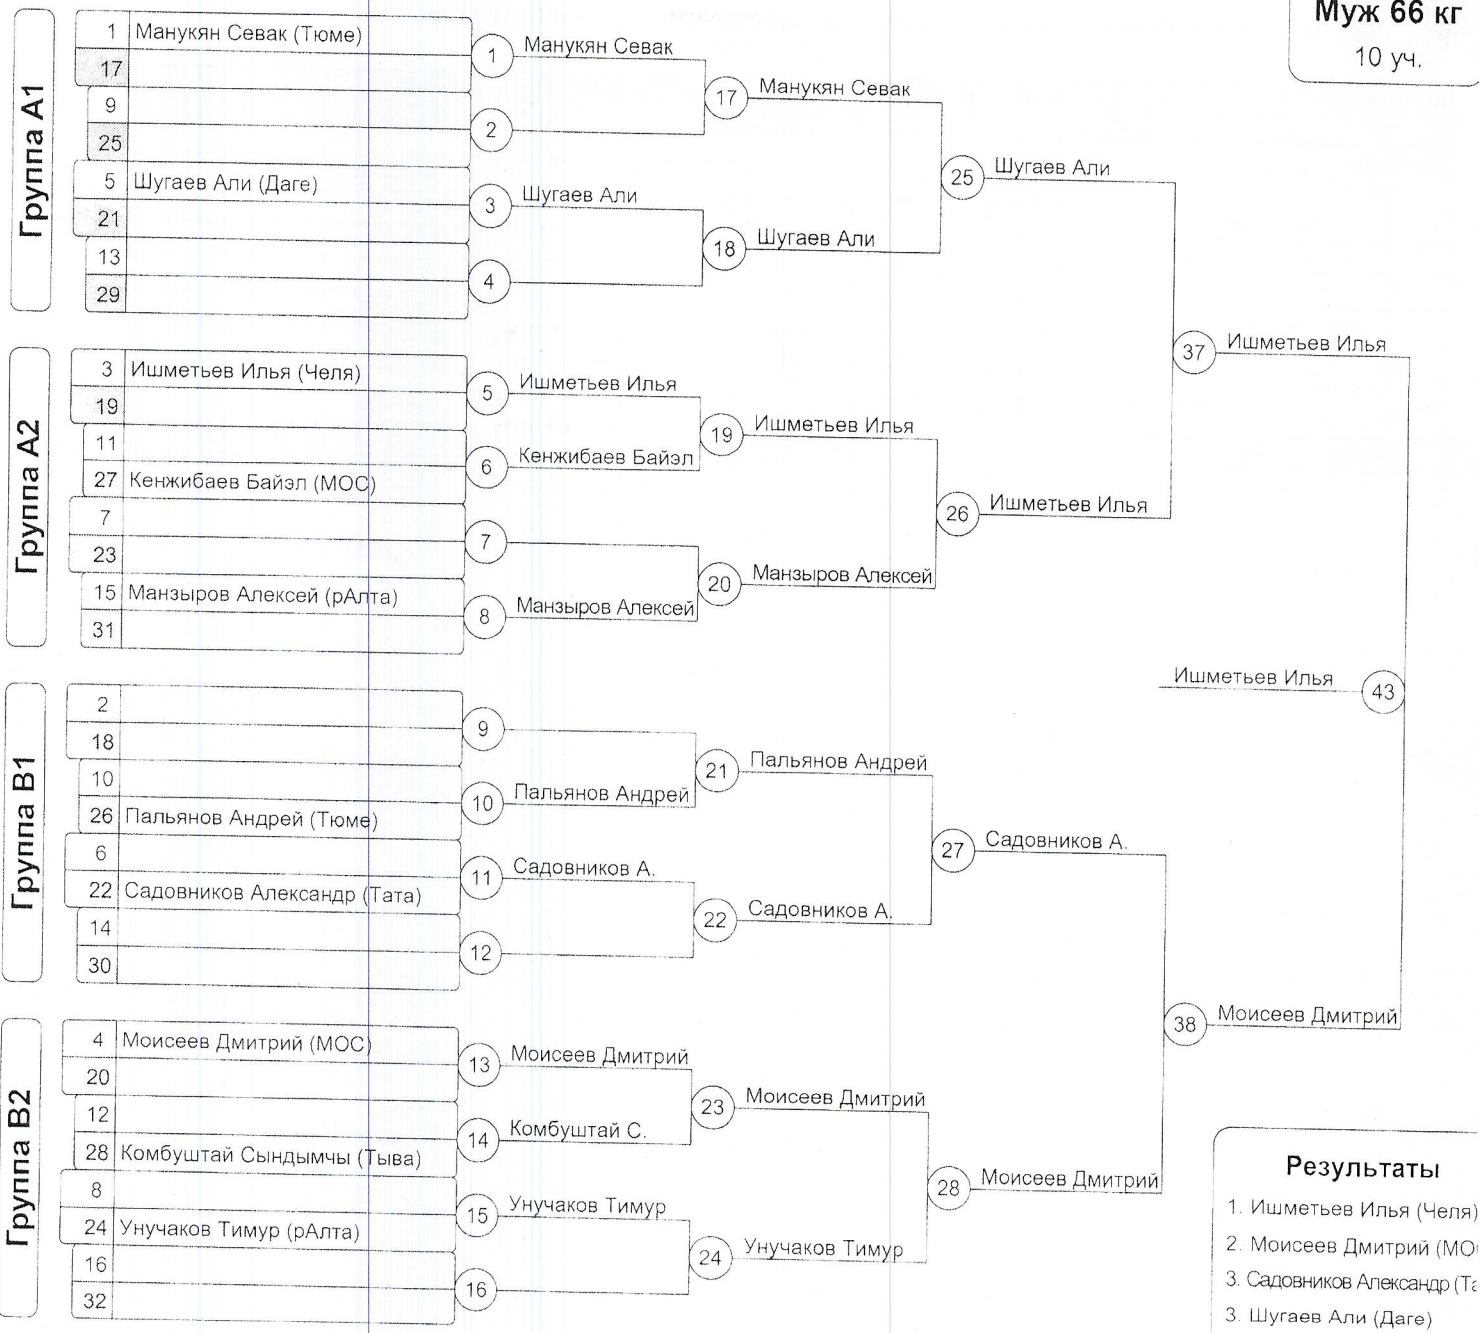 Муж 66 кг
10 уч.
Группа А1
1 Манукян Севак (Тюме)
17
9
25
5 Шугаев Али (Даге)
21
13
29
1 Манукян Севак
2
3 Шугаев Али
4
17 Манукян Севак
18 Шугаев Али
25 Шугаев Али
Группа А2
3 Ишметьев Илья (Челя)
19
11
27 Кенжибаев Байэл (МОС)
7
23
15 Манзыров Алексей (рАлта)
31
5 Ишметьев Илья
6 Кенжибаев Байэл
7
8 Манзыров Алексей
19 Ишметьев Илья
20 Манзыров Алексей
26 Ишметьев Илья
37 Ишметьев Илья
Группа В1
2
18
10
26 Пальянов Андрей (Тюме)
6
22 Садовников Александр (Тата)
14
30
9
10 Пальянов Андрей
11 Садовников А.
12
21 Пальянов Андрей
22 Садовников А.
27 Садовников А.
Группа В2
4 Моисеев Дмитрий (МОС)
20
12
28 Комбуштай Сындымчы (Тыва)
8
24 Унучаков Тимур (рАлта)
16
32
13 Моисеев Дмитрий
14 Комбуштай С.
15 Унучаков Тимур
16
23 Моисеев Дмитрий
24 Унучаков Тимур
28 Моисеев Дмитрий
38 Моисеев Дмитрий
Ишметьев Илья 43
Результаты
1. Ишметьев Илья (Челя)
2. Моисеев Дмитрий (МО
3. Садовников Александр (Та
3. Шугаев Али (Даге)